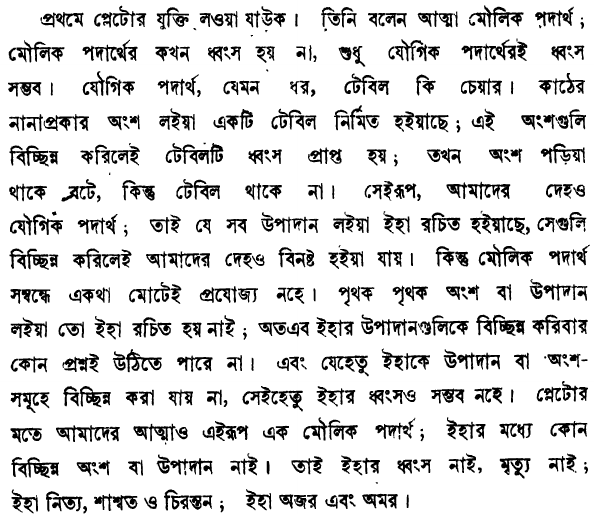 প্রথমে প্লেটোর যুক্তি লওয়া যাউক। তিনি বলেন আত্মা মৌলিক পদার্থ;
মৌলিক পদার্থের কখন ধ্বংস হয় না, শুধু যৌগিক পদার্থেরই ধ্বংস
সম্ভব। যৌগিক পদার্থ, যেমন ধর, টেবিল কি চেয়ার। কাঠের
নানাপ্রকার অংশ লইয়া একটি টেবিল নির্মিত হইয়াছে; এই অংশগুলি
বিচ্ছিন্ন করিলেই টেবিলটি ধ্বংস প্রাপ্ত হয়; তখন অংশ পড়িয়া
থাকে বটে, কিন্তু টেবিল থাকে না। সেইরূপ, আমাদের দেহও
যৌগিক পদার্থ; তাই যে সব উপাদান লইয়া ইহা রচিত হইয়াছে, সেগুলি
বিচ্ছিন্ন করিলেই আমাদের দেহও বিনষ্ট হইয়া যায়। কিন্তু মৌলিক পদার্থ
সম্বন্ধে একথা মোটেই প্রযোজ্য নহে। পৃথক পৃথক অংশ বা উপাদান
লইয়া তো ইহা রচিত হয় নাই; অতএব ইহার উপাদানগুলিকে বিচ্ছিন্ন করিবার
কোন প্রশ্নই উঠিতে পারে না। এবং যেহেতু ইহাকে উপাদান বা অংশ-
সমূহে বিচ্ছিন্ন করা যায় না, সেইহেতু ইহার ধ্বংসও সম্ভব নহে। প্লেটোর
মতে আমাদের আত্মাও এইরূপ এক মৌলিক পদার্থ; ইহার মধ্যে কোন
বিচ্ছিন্ন অংশ বা উপাদান নাই। তাই ইহার ধ্বংস নাই, মৃত্যু নাই;
ইহা নিত্য, শাশ্বত ও চিরন্তন; ইহা অজর এবং অমর।